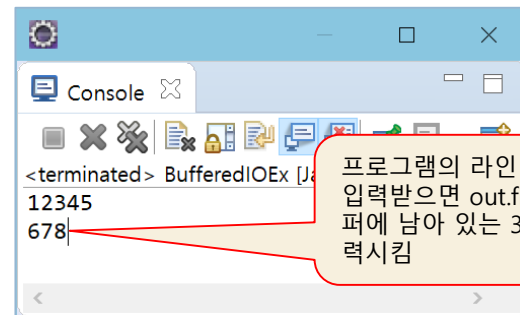 Console
<terminated> BufferedIOEx [Ja
12345
678
프로그램의 라인
입력받으면 out.f
퍼에 남아 있는 3
력시킴